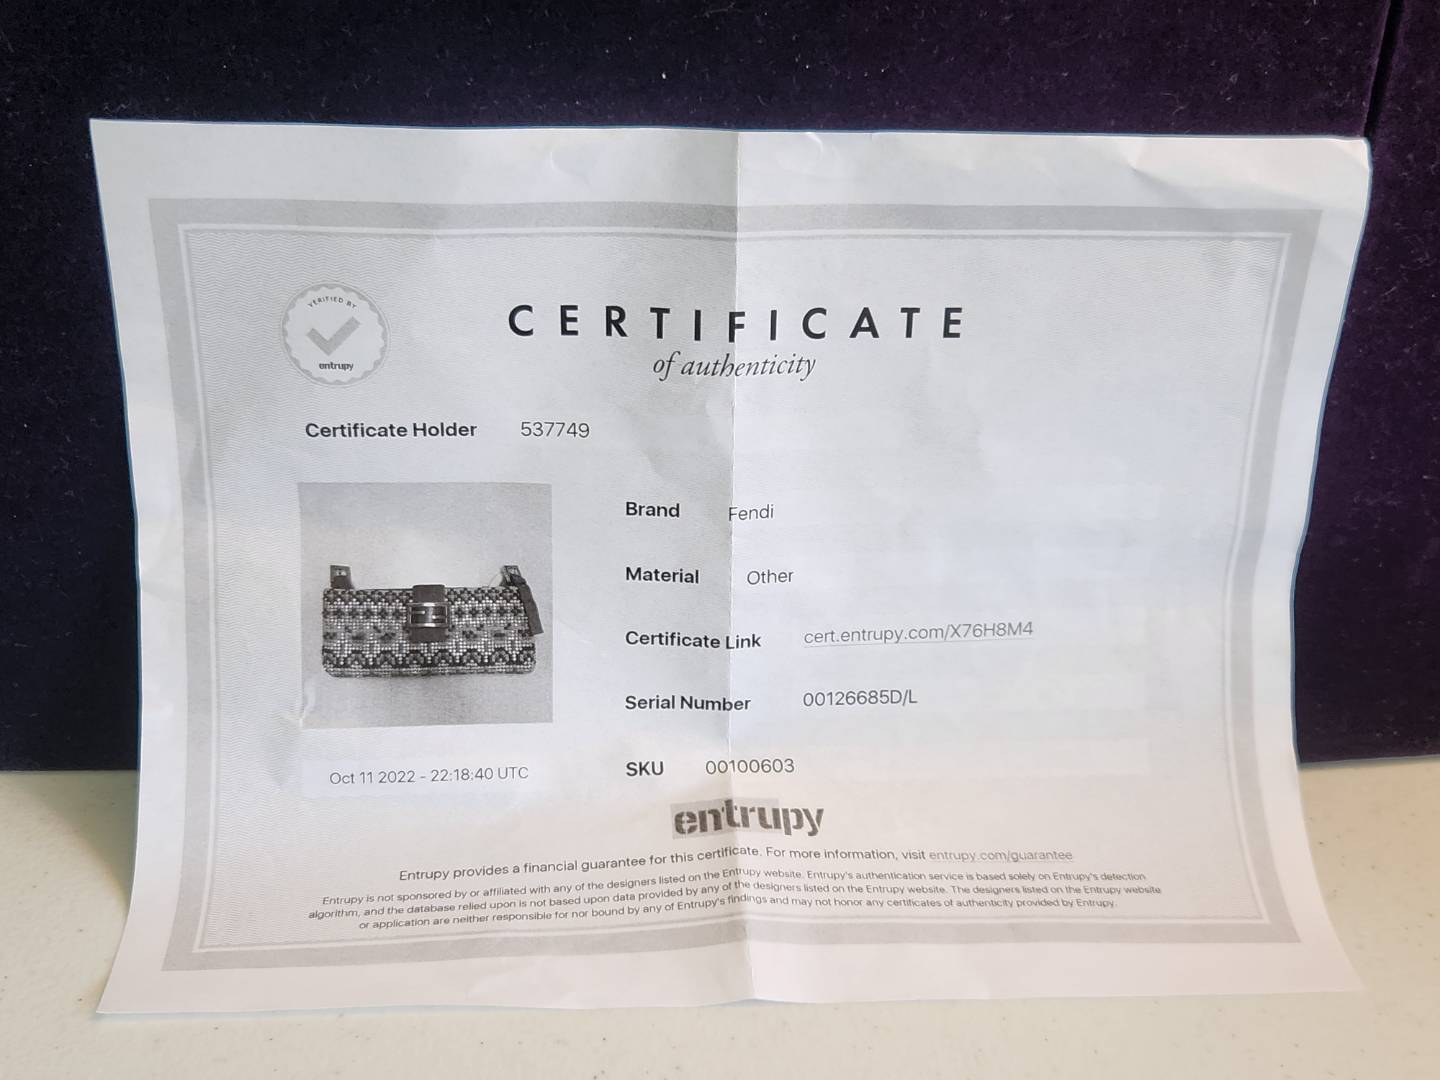 VERIFIED BY
entrupy
CERTIFICATE
of authenticity
Certificate Holder 537749
Brand Fendi
Material Other
Certificate Link cert.entrupy.com/X76H8M4
Serial Number 00126685D/L
Oct 11 2022 - 22:18:40 UTC
SKU 00100603
entrupy
Entrupy provides a financial guarantee for this certificate. For more information, visit entrupy.com/guarantee
Entrupy is not sponsored by or affiliated with any of the designers listed on the Entrupy website. Entrupy's authentication service is based solely on Entrupy's detection
algorithm, and the database relied upon is not based upon data provided by any of the designers listed on the Entrupy website. The designers listed on the Entrupy website
or application are neither responsible for nor bound by any of Entrupy's findings and may not honor any certificates of authenticity provided by Entrupy.